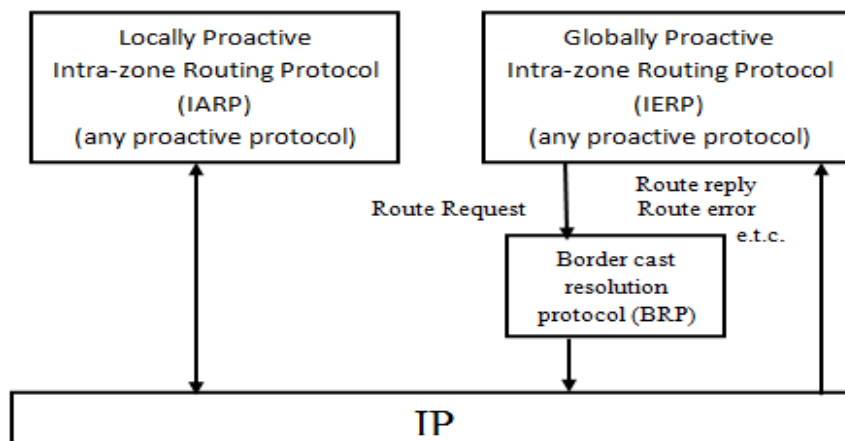 Locally Proactive
Intra-zone Routing Protocol
(IARP)
(any proactive protocol)
Globally Proactive
Intra-zone Routing Protocol
(IERP)
(any proactive protocol)
Route Request
Route reply
Route error
e.t.c.
Border cast
resolution
protocol (BRP)
IP